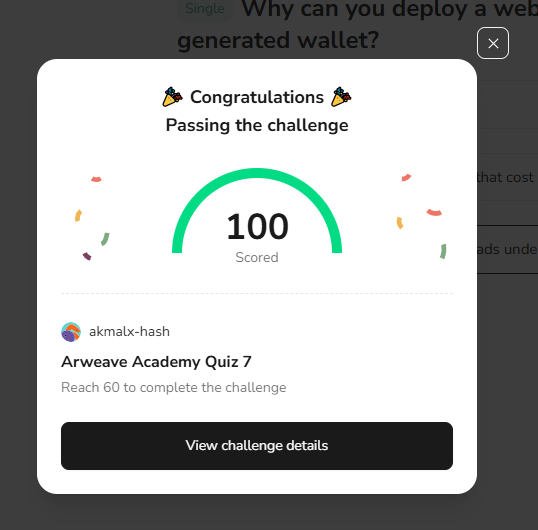 Single Why can you deploy a web
generated wallet?
🎉 Congratulations 🎉
Passing the challenge
that cost
100
ads unde
Scored
akmalx-hash
Arweave Academy Quiz 7
Reach 60 to complete the challenge
View challenge details